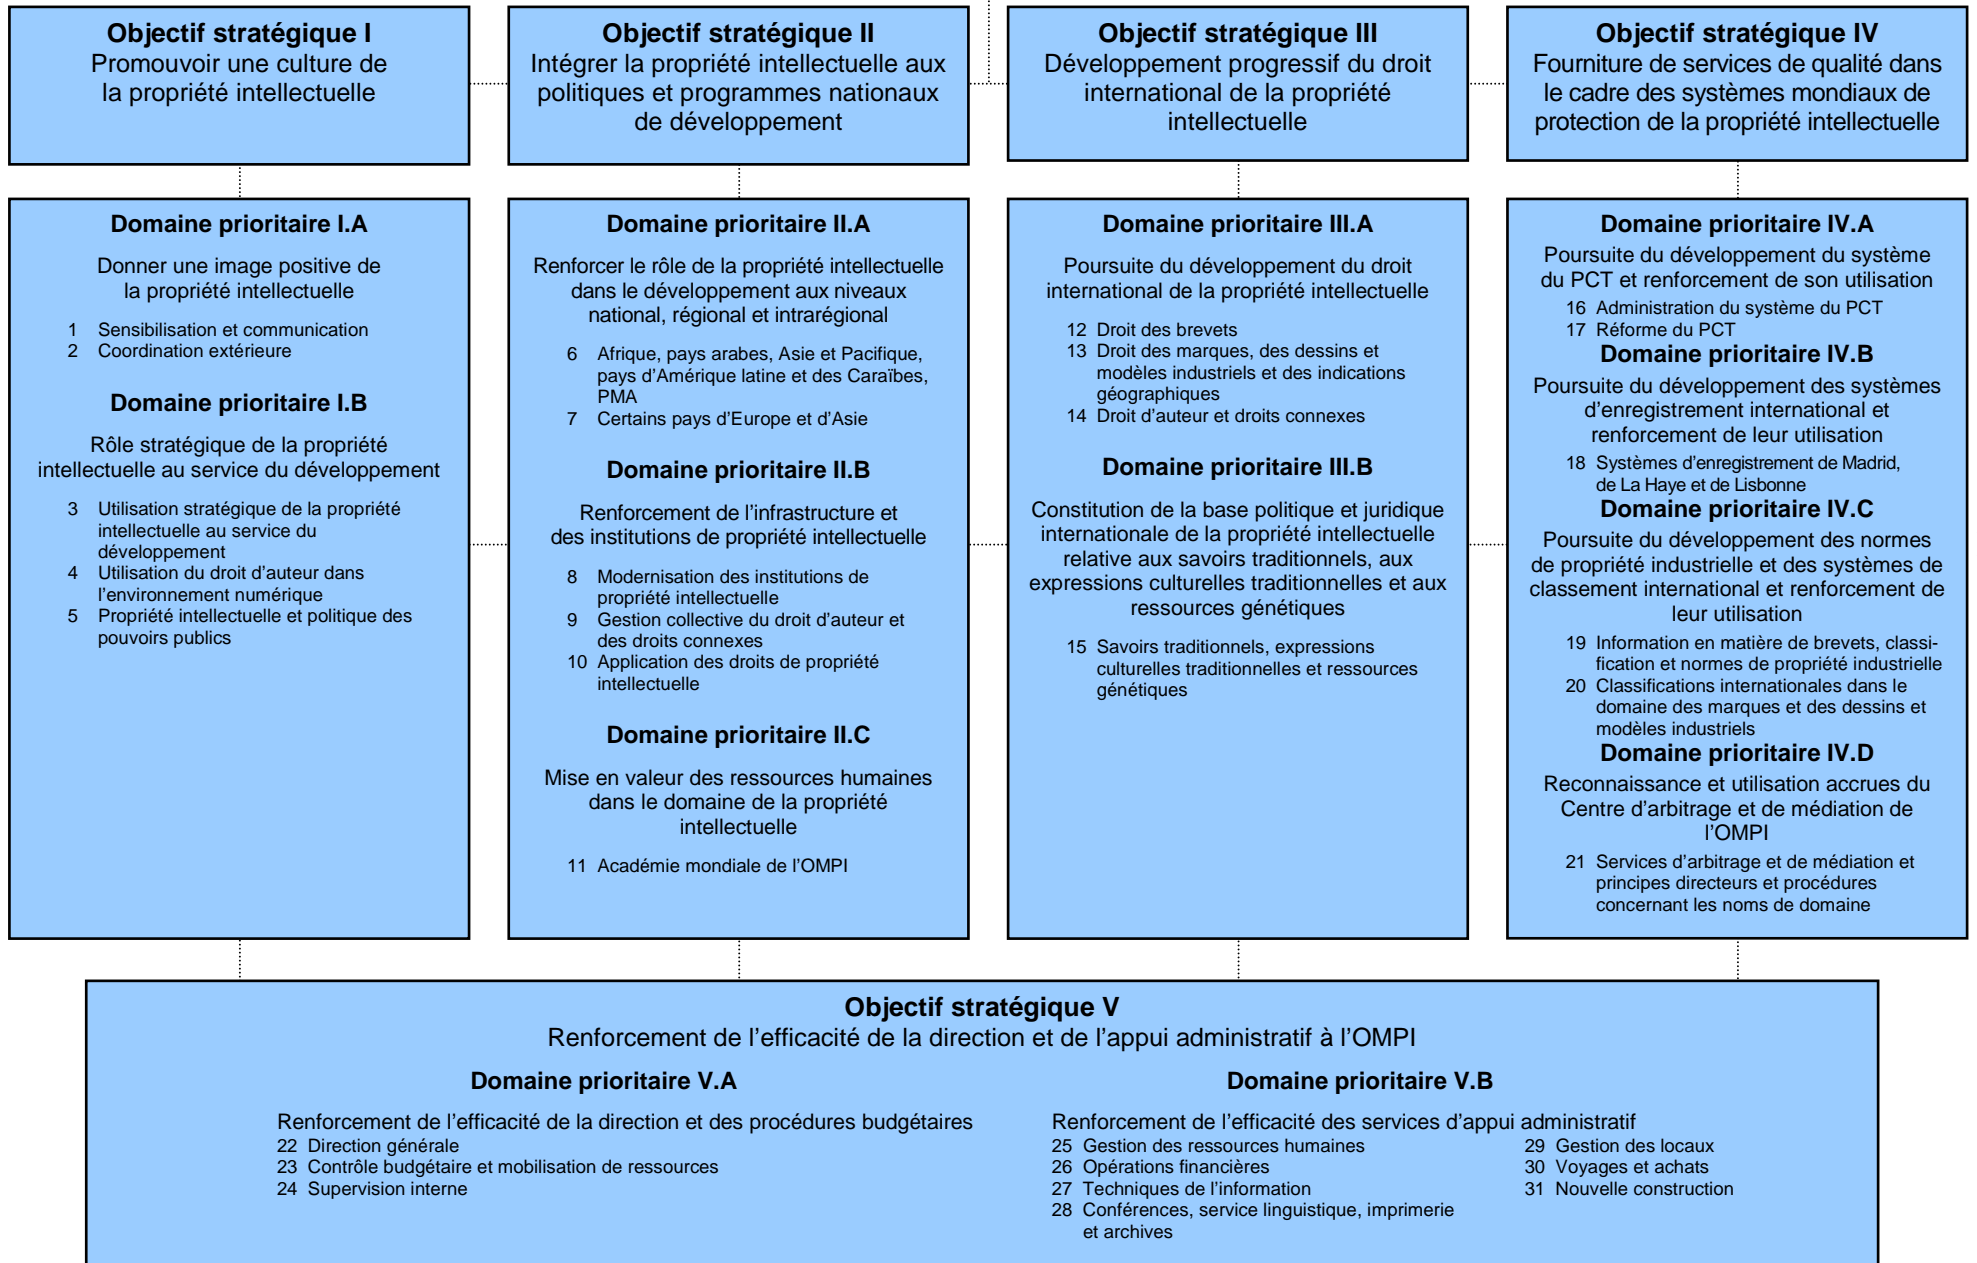 Objectif stratégique I
Promouvoir une culture de
la propriété intellectuelle
Objectif stratégique II
Intégrer la propriété intellectuelle aux
politiques et programmes nationaux
de développement
Objectif stratégique III
Développement progressif du droit
international de la propriété
intellectuelle
Objectif stratégique IV
Fourniture de services de qualité dans
le cadre des systèmes mondiaux de
protection de la propriété intellectuelle
Domaine prioritaire I.A
Donner une image positive de
la propriété intellectuelle
1 Sensibilisation et communication
2 Coordination extérieure
Domaine prioritaire I.B
Rôle stratégique de la propriété
intellectuelle au service du développement
3 Utilisation stratégique de la propriété
intellectuelle au service du
développement
4 Utilisation du droit d'auteur dans
l'environnement numérique
5 Propriété intellectuelle et politique des
pouvoirs publics
Domaine prioritaire II.A
Renforcer le rôle de la propriété intellectuelle
dans le développement aux niveaux
national, régional et intrarégional
6 Afrique, pays arabes, Asie et Pacifique,
pays d'Amérique latine et des Caraïbes,
PMA
7 Certains pays d'Europe et d'Asie
Domaine prioritaire II.B
Renforcement de l'infrastructure et
des institutions de propriété intellectuelle
8 Modernisation des institutions de
propriété intellectuelle
9 Gestion collective du droit d'auteur et
des droits connexes
10 Application des droits de propriété
intellectuelle
Domaine prioritaire II.C
Mise en valeur des ressources humaines
dans le domaine de la propriété
intellectuelle
11 Académie mondiale de l'OMPI
Domaine prioritaire III.A
Poursuite du développement du droit
international de la propriété intellectuelle
12 Droit des brevets
13 Droit des marques, des dessins et
modèles industriels et des indications
géographiques
14 Droit d'auteur et droits connexes
Domaine prioritaire III.B
Constitution de la base politique et juridique
internationale de la propriété intellectuelle
relative aux savoirs traditionnels, aux
expressions culturelles traditionnelles et aux
ressources génétiques
15 Savoirs traditionnels, expressions
culturelles traditionnelles et ressources
génétiques
Domaine prioritaire IV.A
Poursuite du développement du système
du PCT et renforcement de son utilisation
16 Administration du système du PCT
17 Réforme du PCT
Domaine prioritaire IV.B
Poursuite du développement des systèmes
d'enregistrement international et
renforcement de leur utilisation
18 Systèmes d'enregistrement de Madrid,
de La Haye et de Lisbonne
Domaine prioritaire IV.C
Poursuite du développement des normes
de propriété industrielle et des systèmes de
classement international et renforcement de
leur utilisation
19 Information en matière de brevets, classi-
fication et normes de propriété industrielle
20 Classifications internationales dans le
domaine des marques et des dessins et
modèles industriels
Domaine prioritaire IV.D
Reconnaissance et utilisation accrues du
Centre d'arbitrage et de médiation de
l'OMPI
21 Services d'arbitrage et de médiation et
principes directeurs et procédures
concernant les noms de domaine
Objectif stratégique V
Renforcement de l'efficacité de la direction et de l'appui administratif à l'OMPI
Domaine prioritaire V.A
Renforcement de l'efficacité de la direction et des procédures budgétaires
22 Direction générale
23 Contrôle budgétaire et mobilisation de ressources
24 Supervision interne
Domaine prioritaire V.B
Renforcement de l'efficacité des services d'appui administratif
25 Gestion des ressources humaines
26 Opérations financières
27 Techniques de l'information
28 Conférences, service linguistique, imprimerie
et archives
29 Gestion des locaux
30 Voyages et achats
31 Nouvelle construction